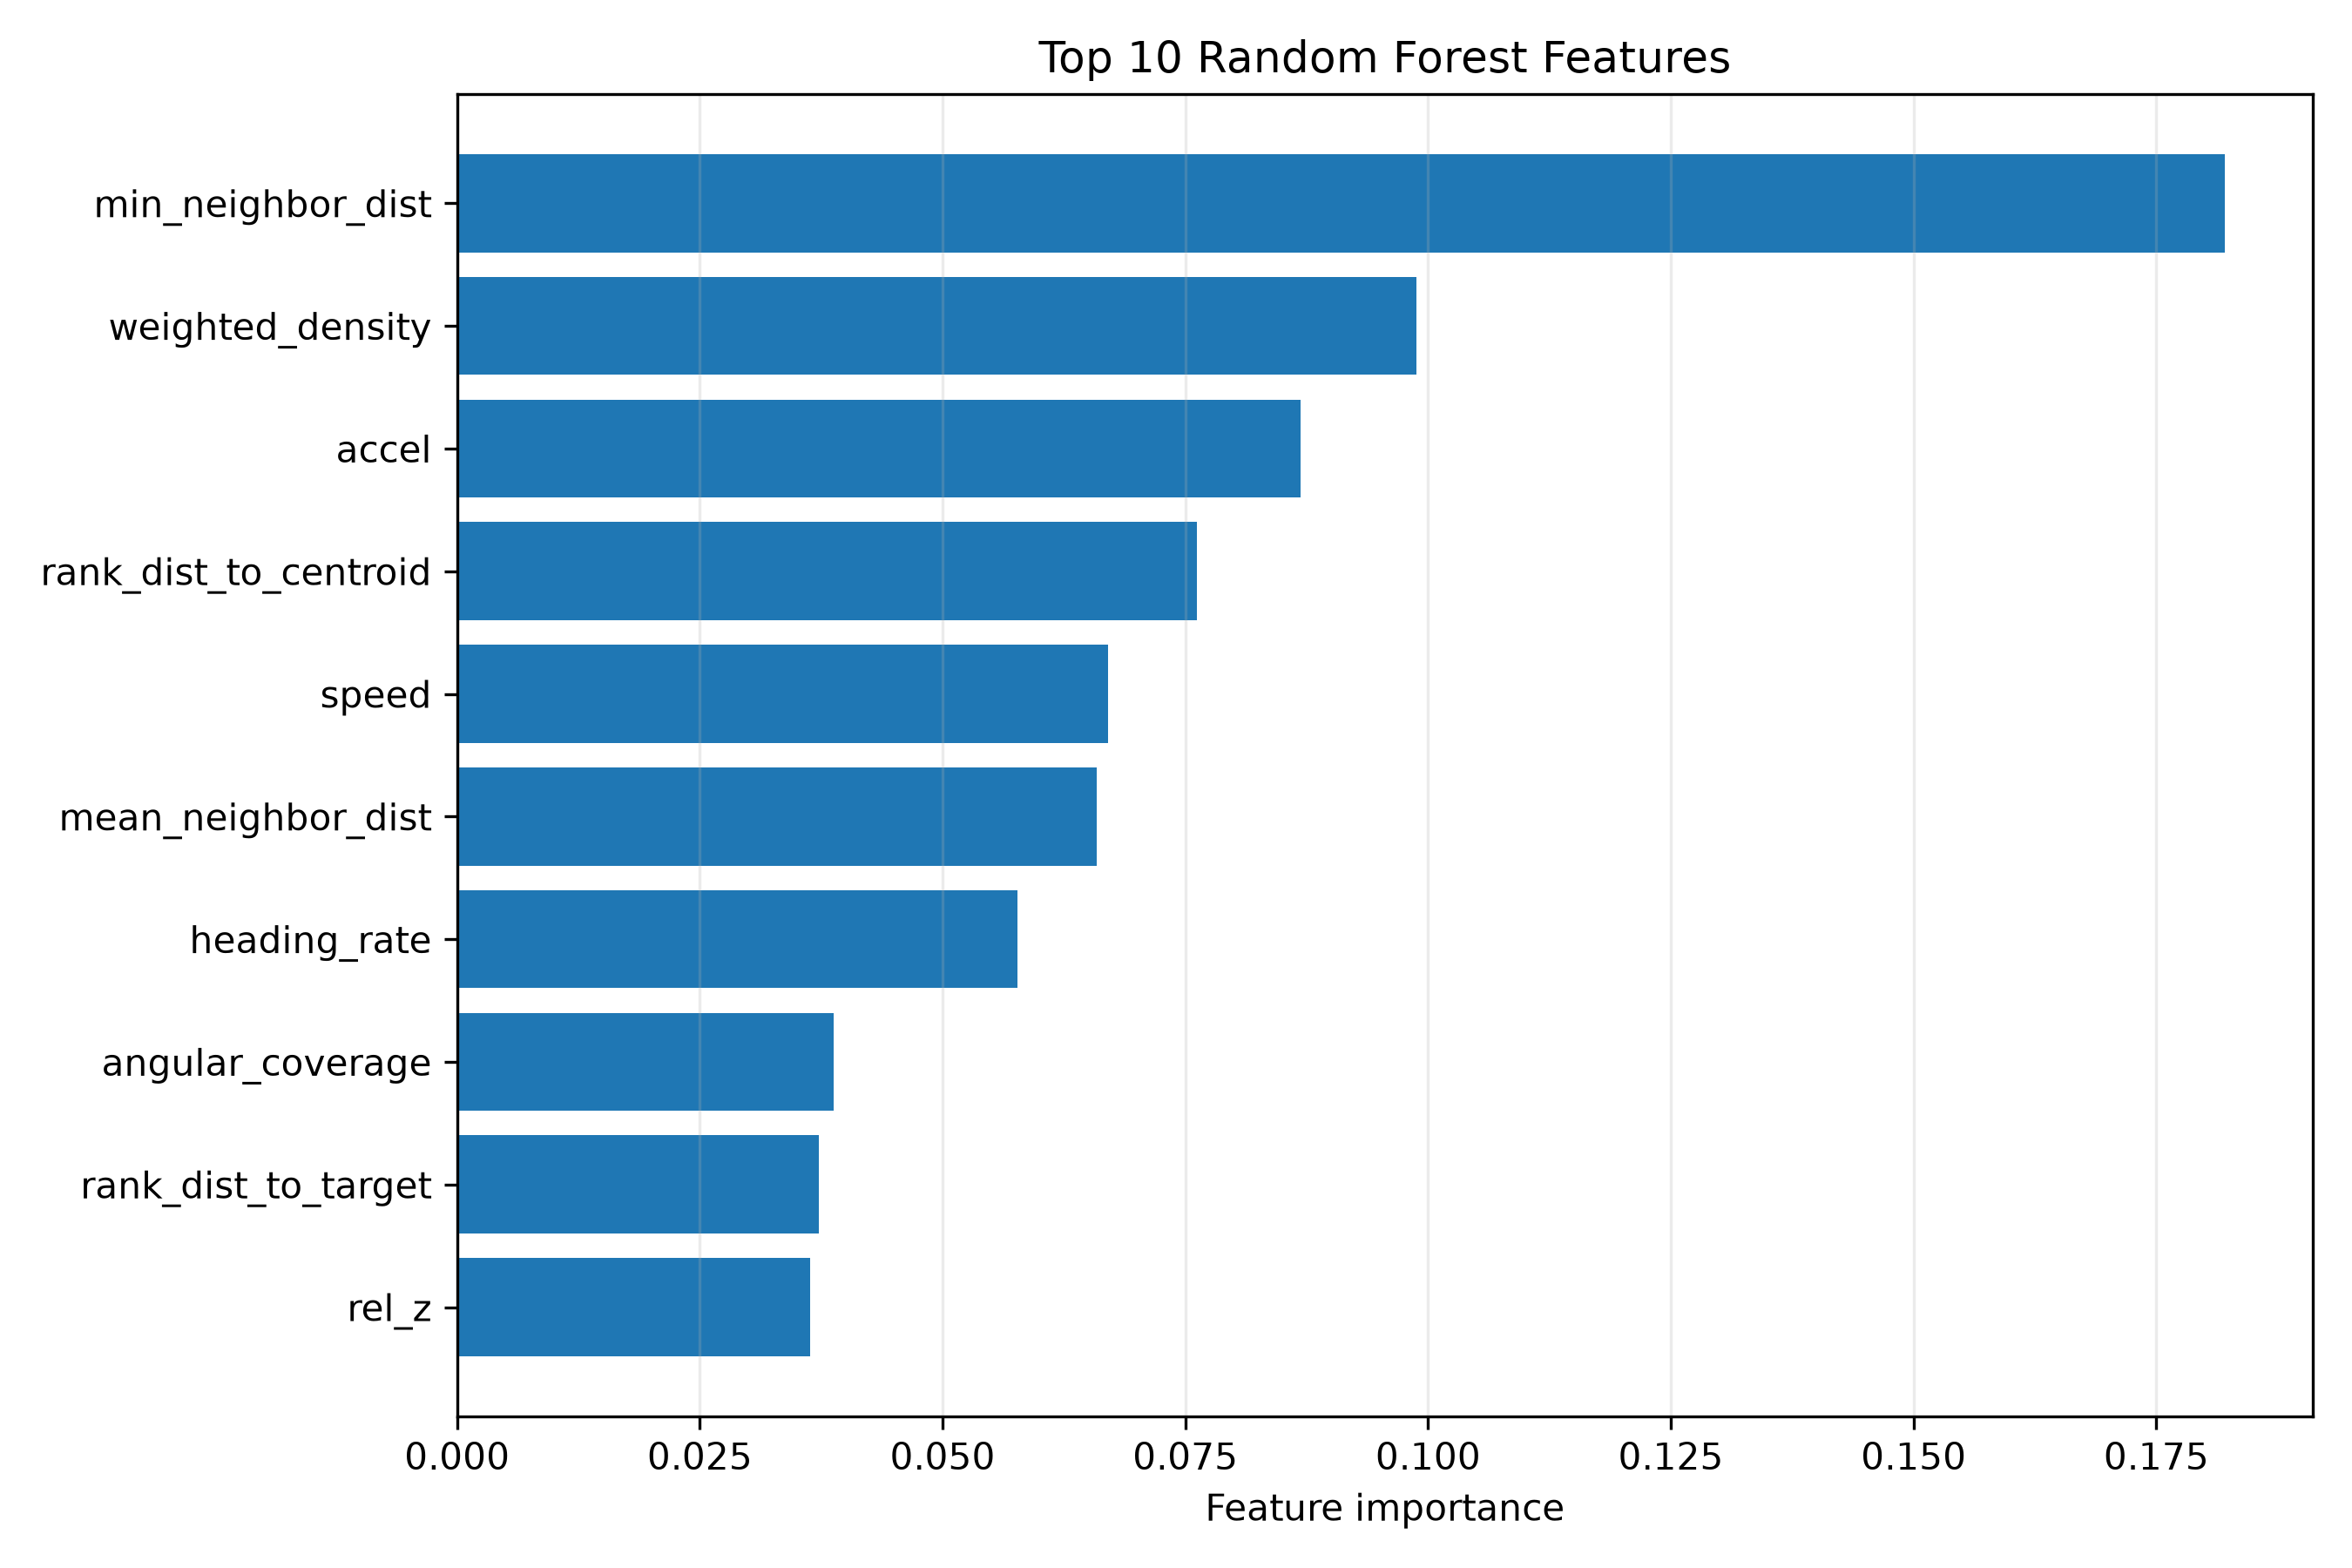 Top 10 Random Forest Features
min_neighbor_dist
weighted_density
accel
rank_dist_to_centroid
speed
mean_neighbor_dist
heading_rate
angular_coverage
rank_dist_to_target
rel_z
0.000 0.025 0.050 0.075 0.100 0.125 0.150 0.175
Feature importance